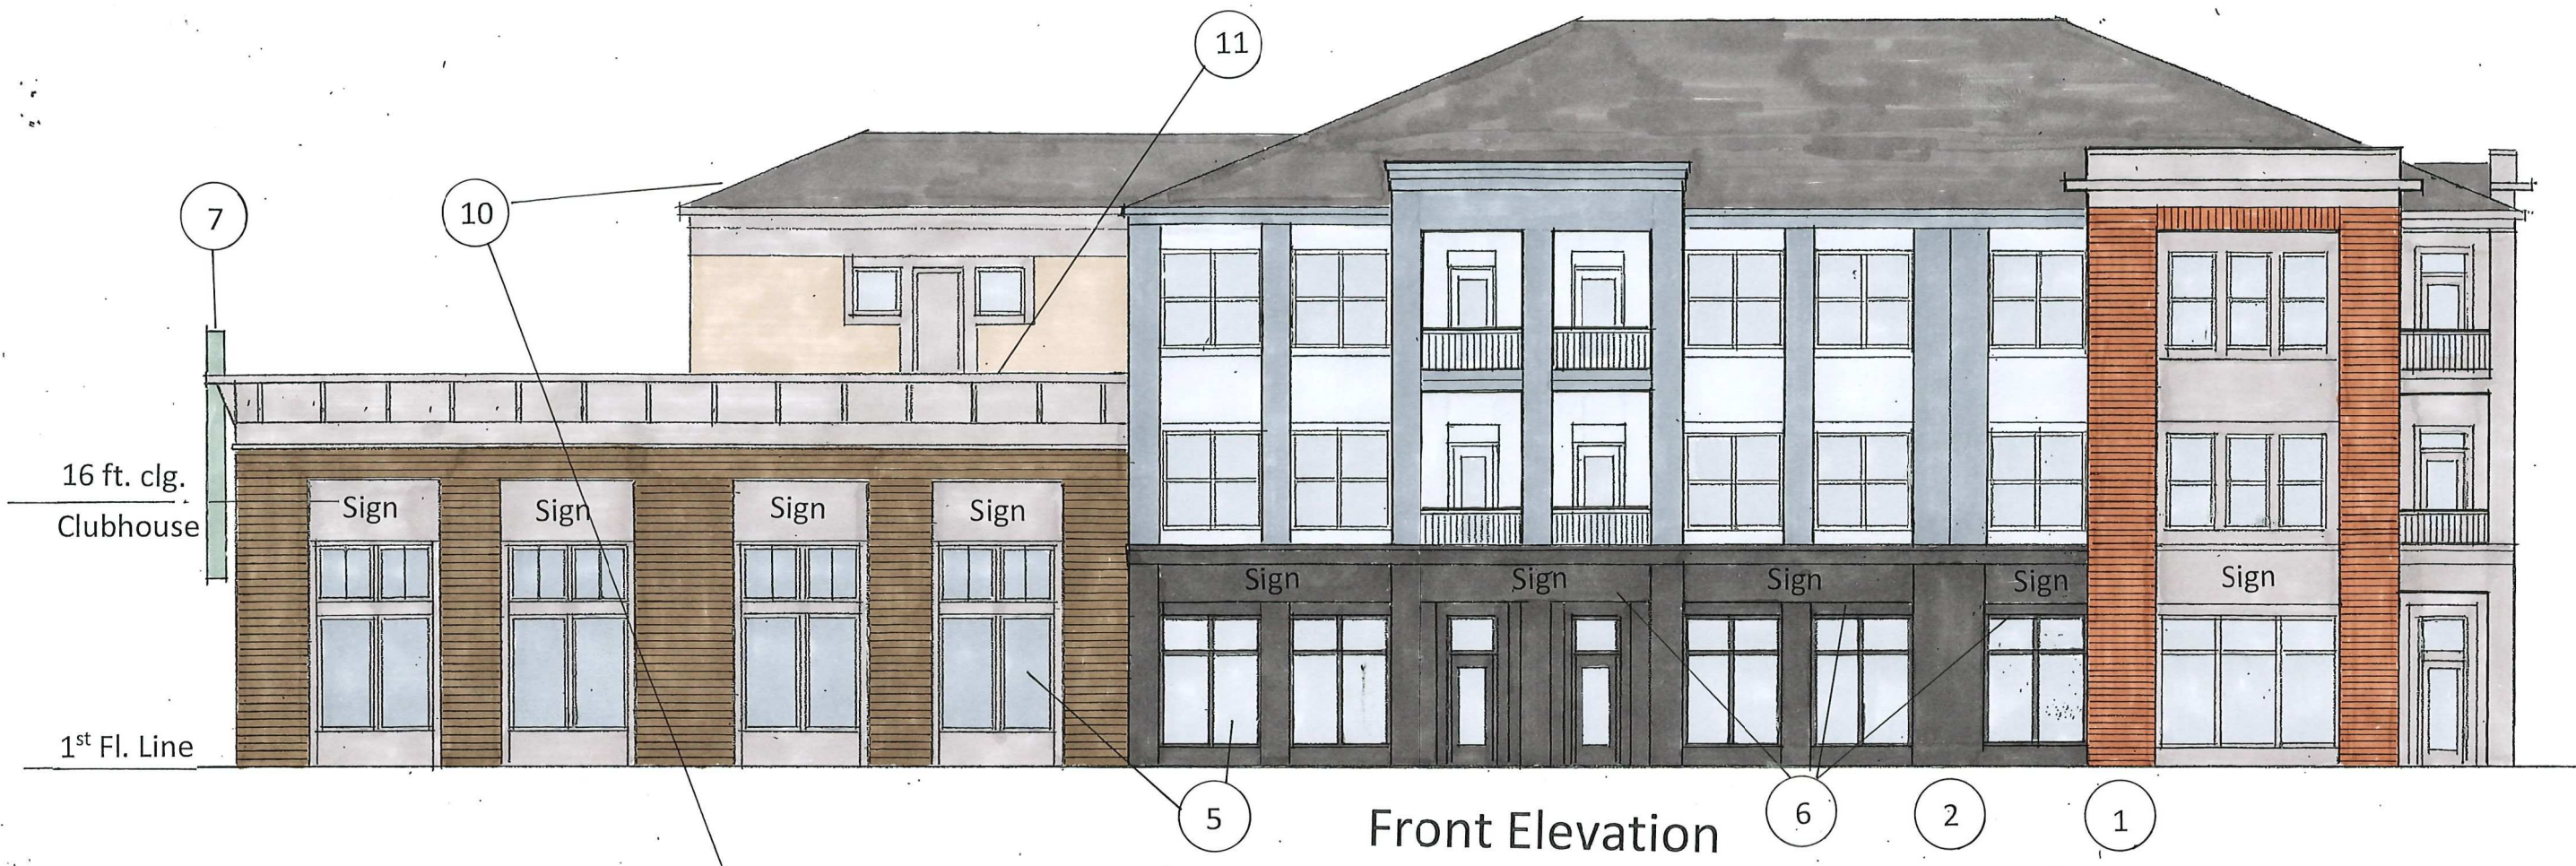 11
7
10
16 ft. clg.
Clubhouse
Sign
Sign
Sign
Sign
Sign
Sign
Sign
Sign
Sign
1st Fl. Line
5
6
2
1
Front Elevation